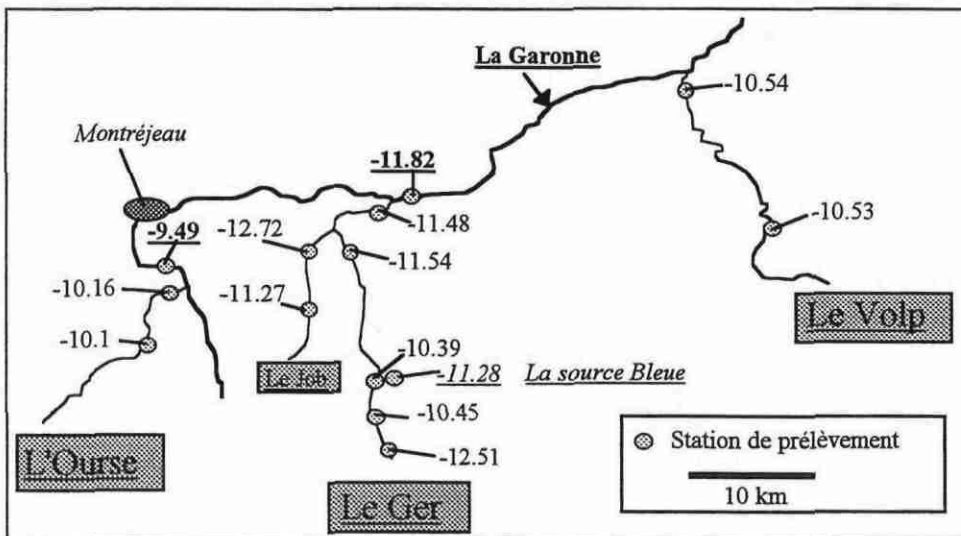 La Garonne
-10.54
Montréjeau
-11.82
-9.49
-12.72
-11.48
-10.53
-11.54
-10.16
-11.27
Le Volp
-10.1
-10.39
Le Job
-11.28 La source Bleue
-10.45
Station de prélèvement
L'Ourse
-12.51
Le Ger
10 km